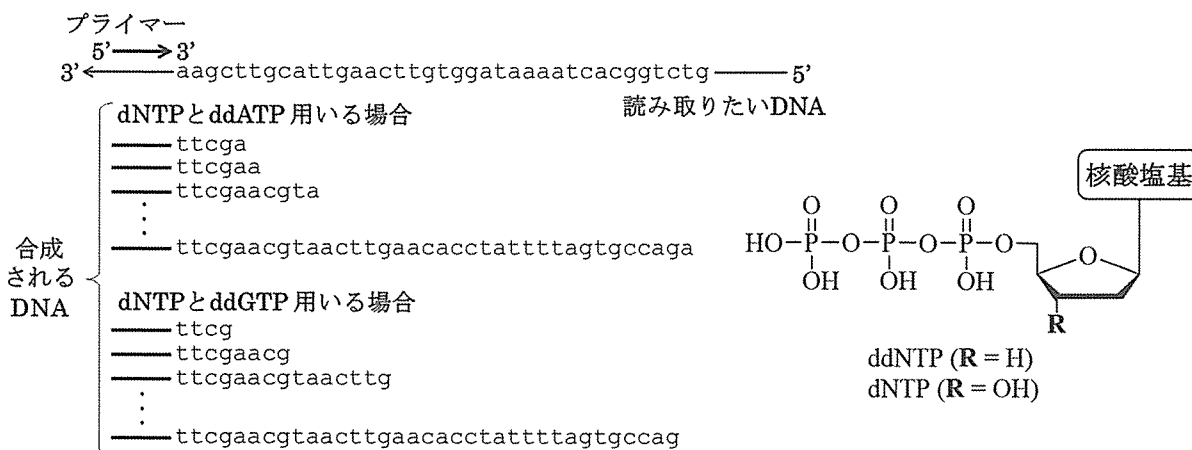 プライマー
5’ 3’
3’ aagcttgcattgaacttgtggataaaatcacggtctg 5’
読み取りたいDNA
dNTPとddATP 用いる場合
ttcga
ttcgaa
ttcgaacgta
ttcgaacgtaacttgaacacctattttagtgccaga
合成
される
DNA
dNTPとddGTP 用いる場合
ttcg
ttcgaacg
ttcgaacgtaacttg
ttcgaacgtaacttgaacacctattttagtgccag
核酸塩基
O O O
HO P O P O P O O
OH OH OH
R
ddNTP (R = H)
dNTP (R = OH)